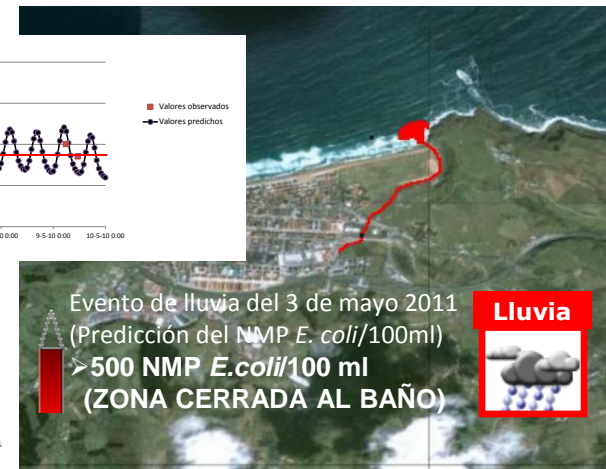 Valores observados
Valores predichos
0 0:00 9-5-10 0:00 10-5-10 0:00
Evento de lluvia del 3 de mayo 2011
(Predicción del NMP E. coli/100ml)
➢500 NMP E.coli/100 ml
(ZONA CERRADA AL BAÑO)
Lluvia